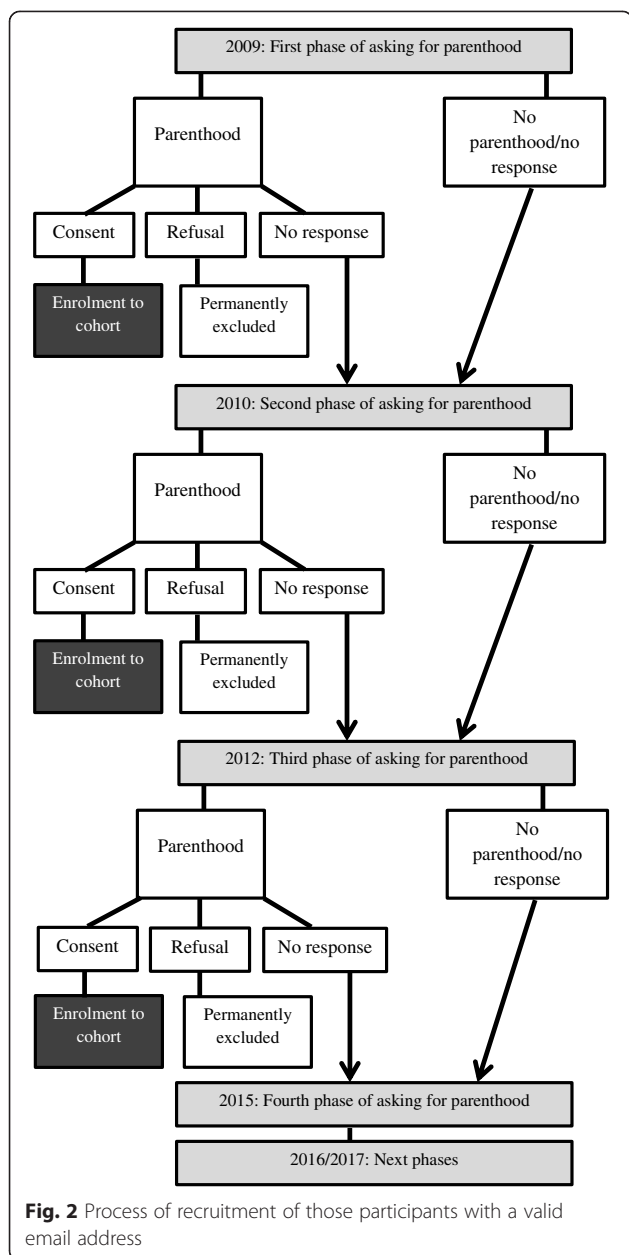 2009: First phase of asking for parenthood
Parenthood
No
parenthood/no
response
Consent
Refusal
No response
Enrolment to
cohort
Permanently
excluded
2010: Second phase of asking for parenthood
Parenthood
No
parenthood/no
response
Consent
Refusal
No response
Enrolment to
cohort
Permanently
excluded
2012: Third phase of asking for parenthood
Parenthood
No
parenthood/no
response
Consent
Refusal
No response
Enrolment to
cohort
Permanently
excluded
2015: Fourth phase of asking for parenthood
2016/2017: Next phases
Fig. 2 Process of recruitment of those participants with a valid
email address